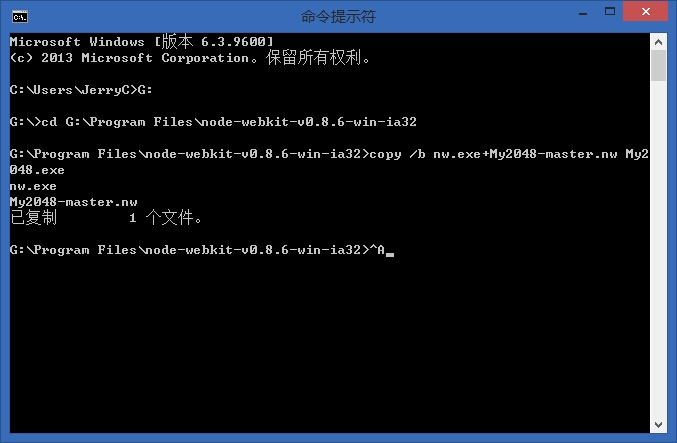 命令提示符
Microsoft Windows [版本 6.3.9600]
(c) 2013 Microsoft Corporation。保留所有权利。
C:\Users\JerryC>G:
G:\>cd G:\Program Files\node-webkit-v0.8.6-win-ia32
G:\Program Files\node-webkit-v0.8.6-win-ia32>copy /b nw.exe+My2048-master.nw My2
048.exe
nw.exe
My2048-master.nw
已复制         1 个文件。
G:\Program Files\node-webkit-v0.8.6-win-ia32>^A